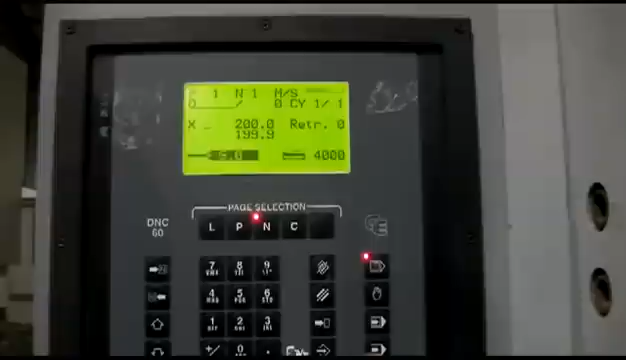 1 N 1 M/S
0 CY 1/ 1
X 200.0 Retr. 0
199.9
4000
PAGE SELECTION
DNC
60
L P N C
7 8 9
4 5 6
1 2 3
+/- 0 .